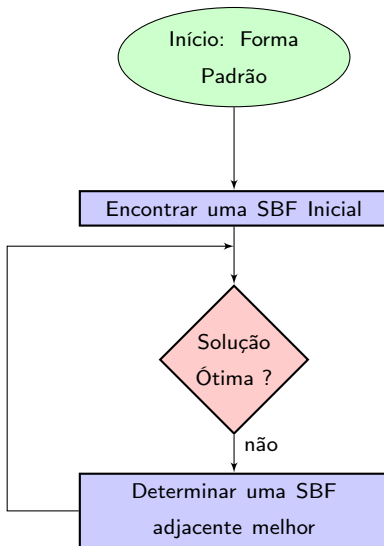 Início: Forma
Padrão
Encontrar uma SBF Inicial
Solução
Ótima ?
não
Determinar uma SBF
adjacente melhor